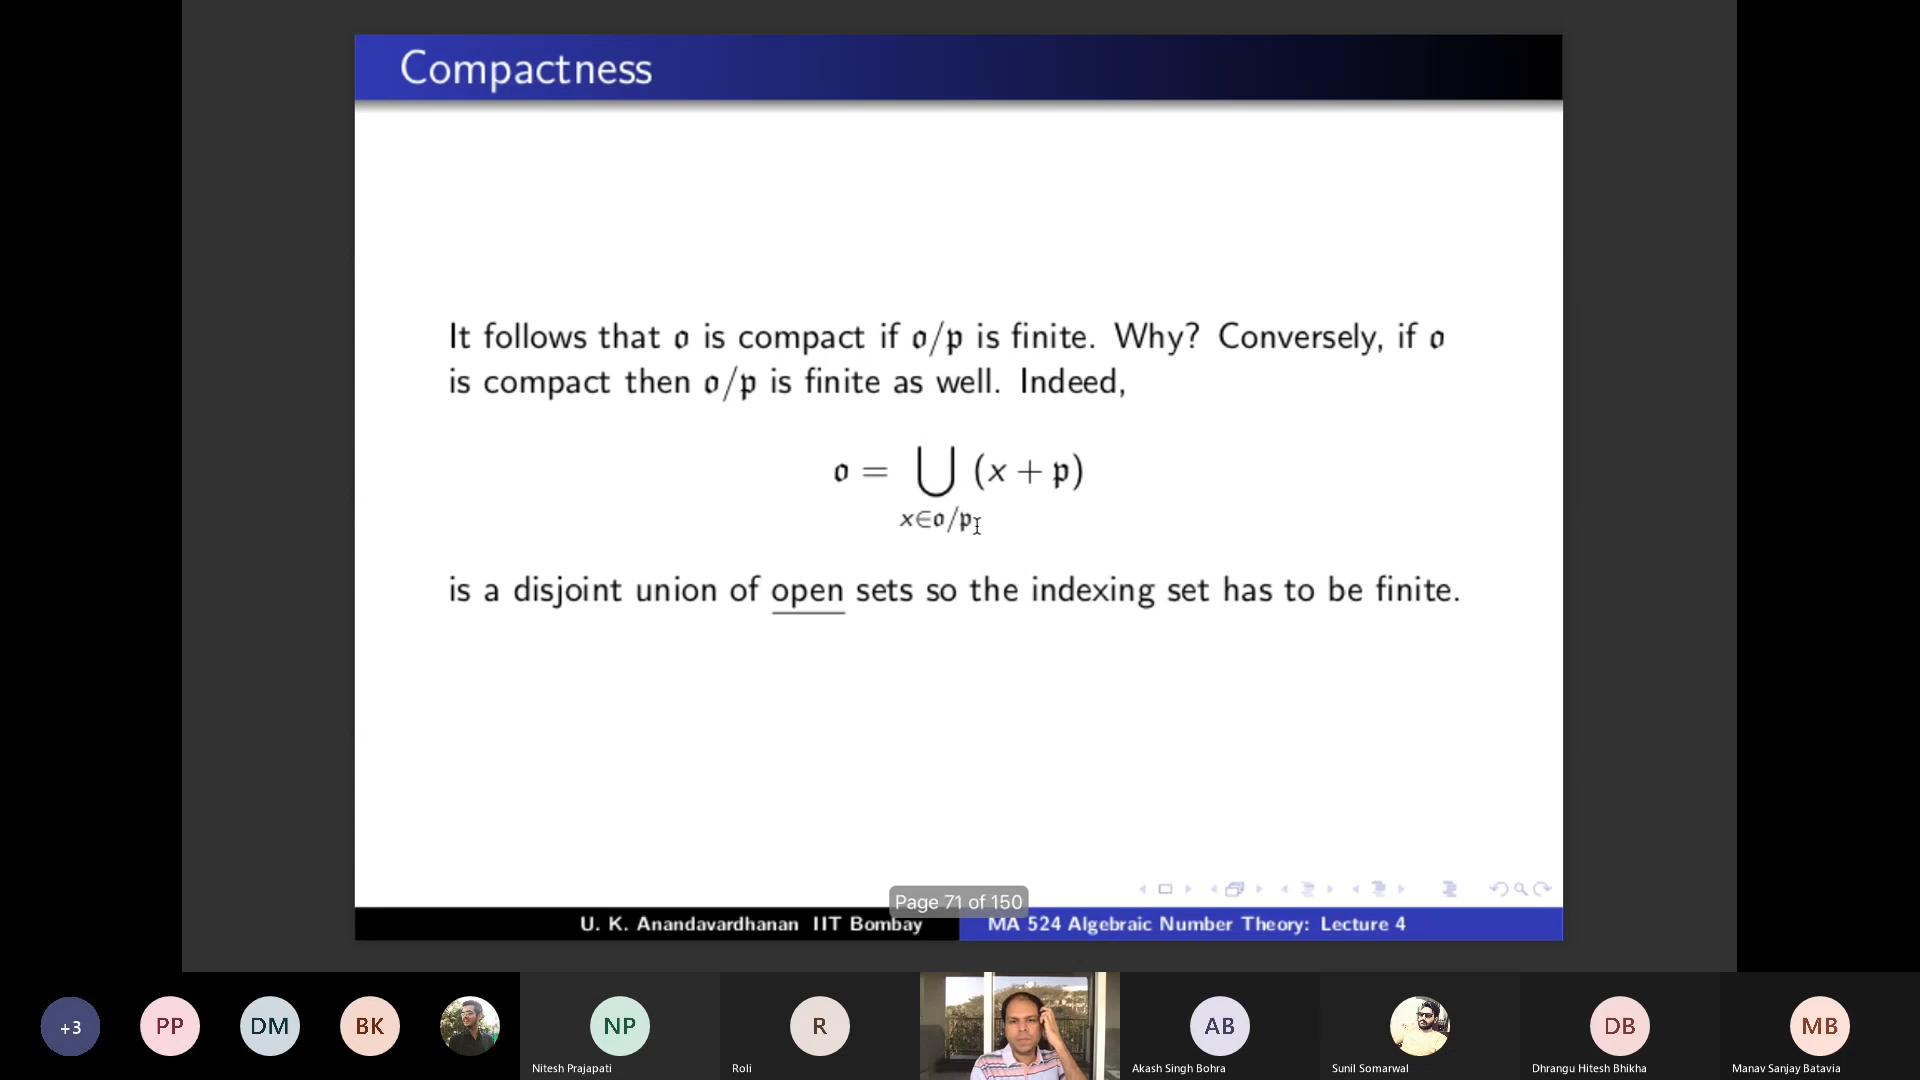 Compactness
It follows that 𝔬 is compact if 𝔬/𝔭 is finite. Why? Conversely, if 𝔬
is compact then 𝔬/𝔭 is finite as well. Indeed,
𝔬 = ⋃ (x + 𝔭)
x∈𝔬/𝔭
is a disjoint union of open sets so the indexing set has to be finite.
Page 71 of 150
U. K. Anandavardhanan IIT Bombay
MA 524 Algebraic Number Theory: Lecture 4
+3
PP
DM
BK
NP
R
AB
DB
MB
Nitesh Prajapati
Roli
Akash Singh Bohra
Sunil Somarwal
Dhrangu Hitesh Bhikha
Manav Sanjay Batavia